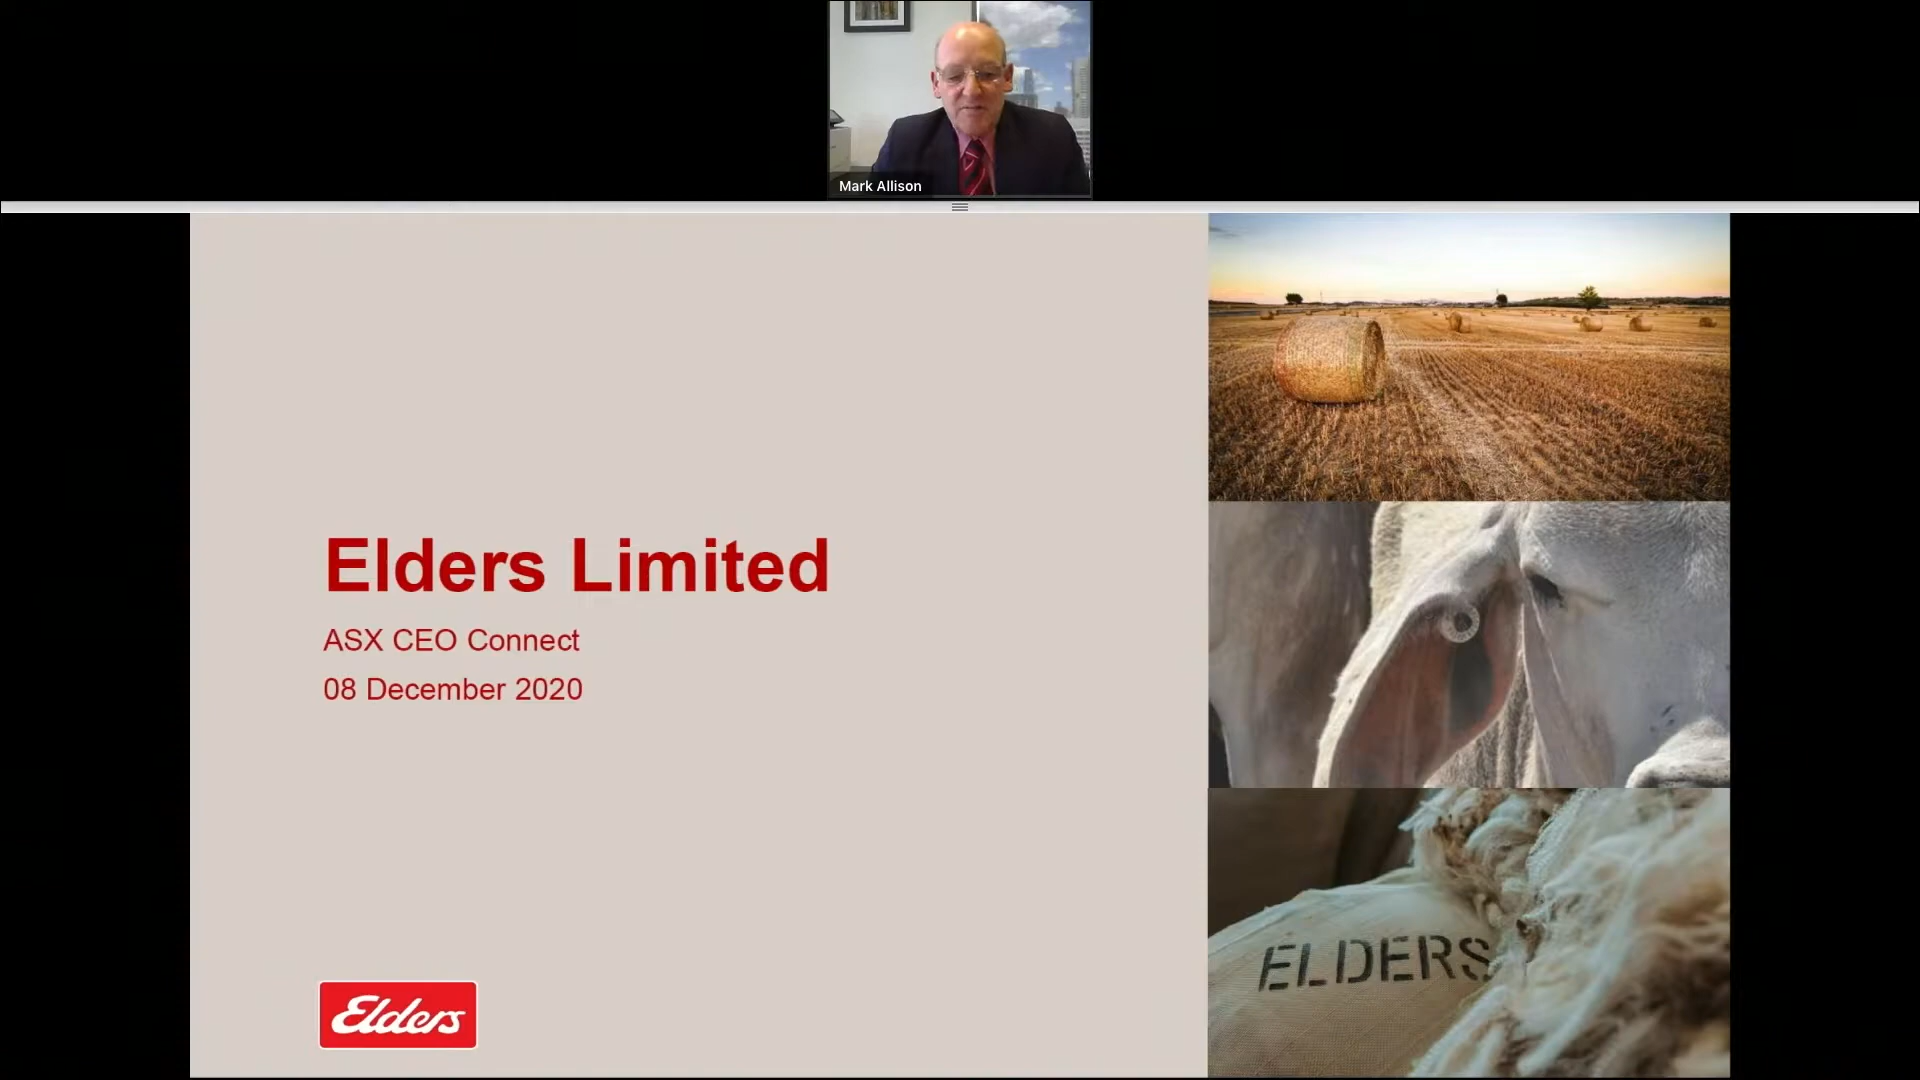 Mark Allison
Elders Limited
ASX CEO Connect
08 December 2020
ELDERS
Elders